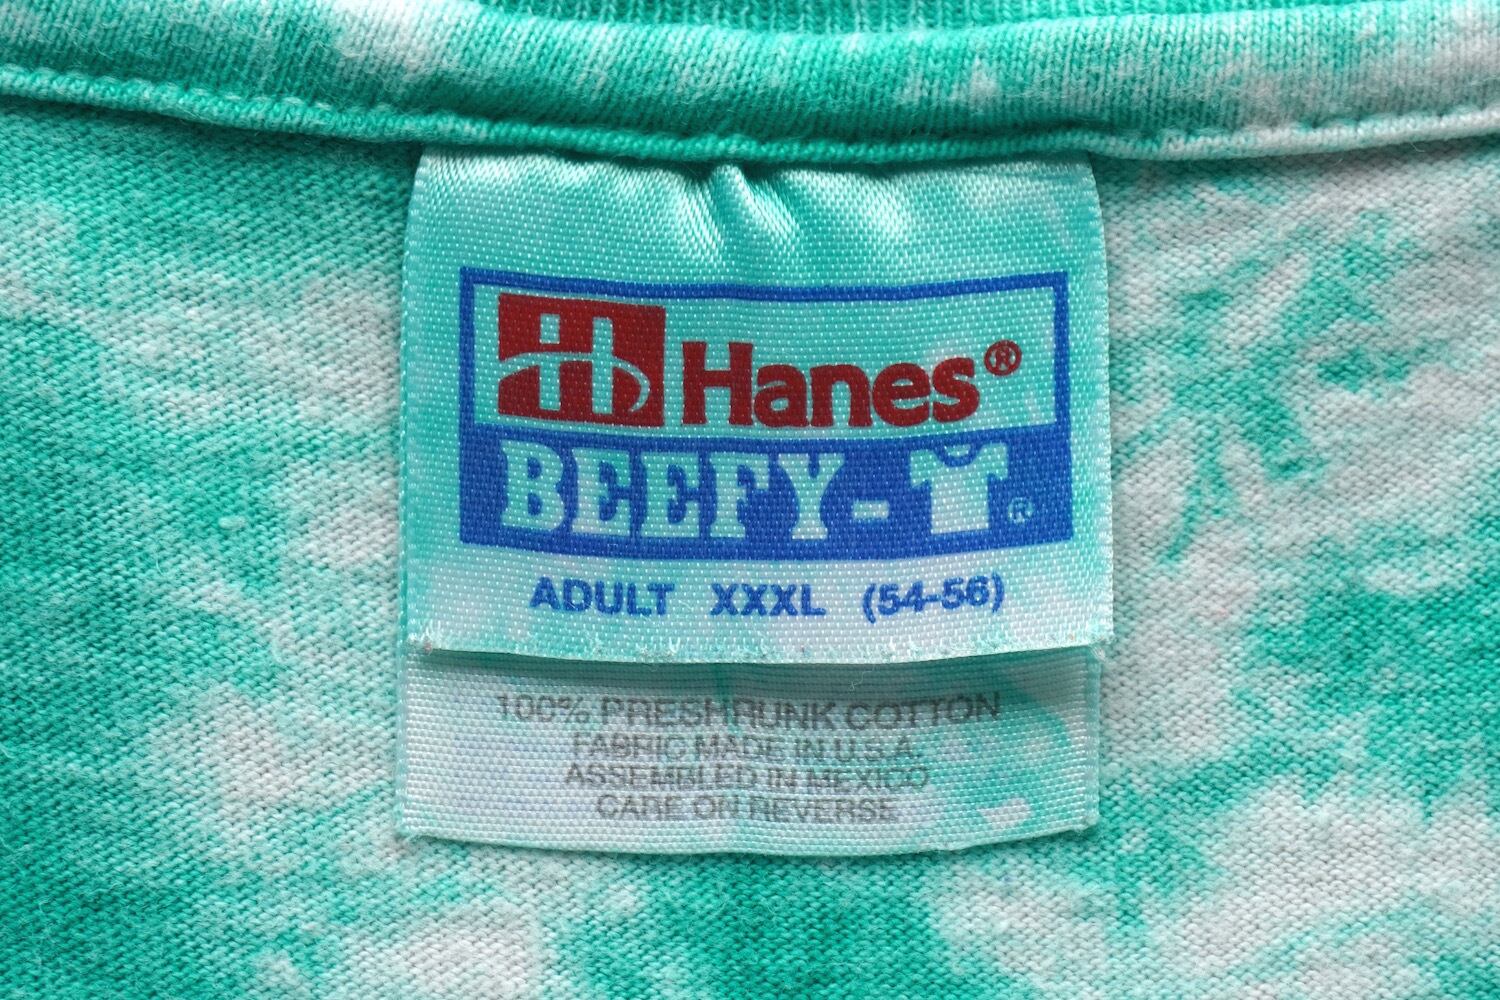 H Hanes®
BEEFY-T®
ADULT XXXL (54-56)
100% PRESHRUNK COTTON
FABRIC MADE IN U.S.A.
ASSEMBLED IN MEXICO
CARE ON REVERSE